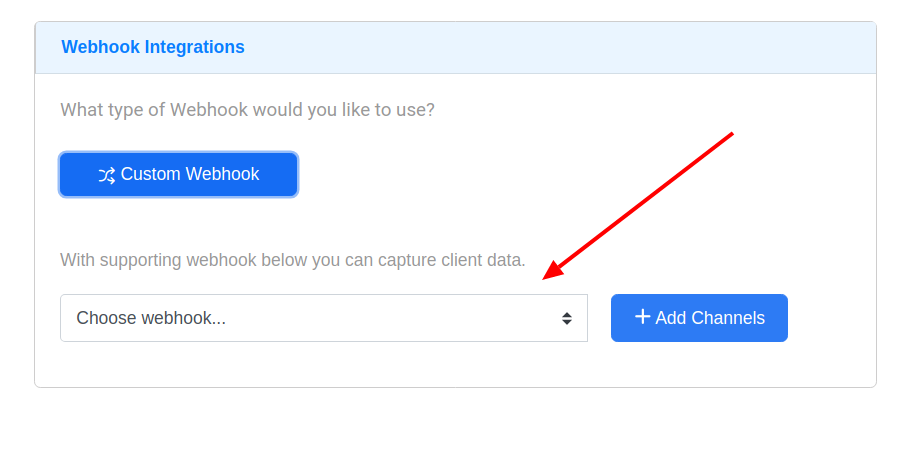 Webhook Integrations
What type of Webhook would you like to use?
Custom Webhook
With supporting webhook below you can capture client data.
Choose webhook...
Add Channels